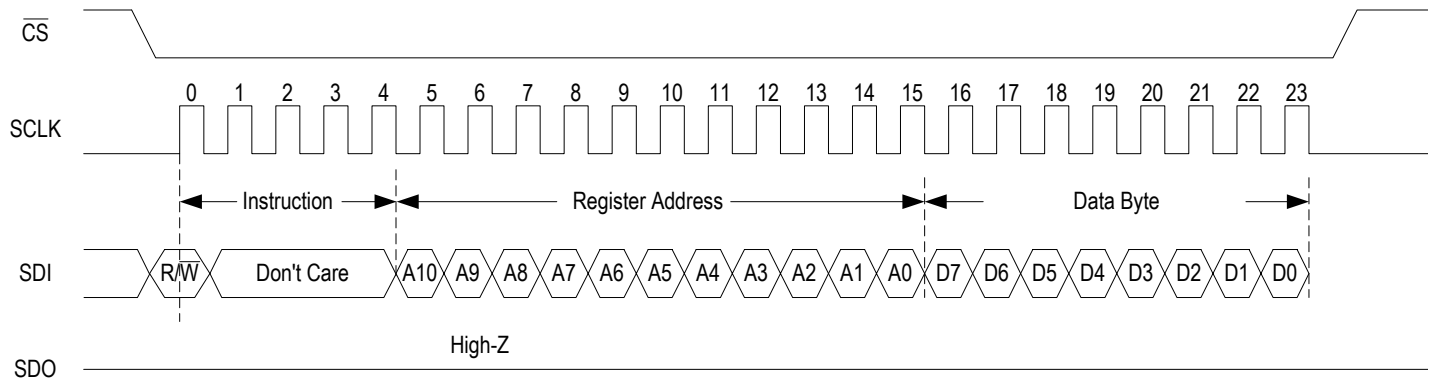 CS
0 1 2 3 4 5 6 7 8 9 10 11 12 13 14 15 16 17 18 19 20 21 22 23
SCLK
Instruction Register Address Data Byte
SDI R/W Don't Care A10 A9 A8 A7 A6 A5 A4 A3 A2 A1 A0 D7 D6 D5 D4 D3 D2 D1 D0
High-Z
SDO